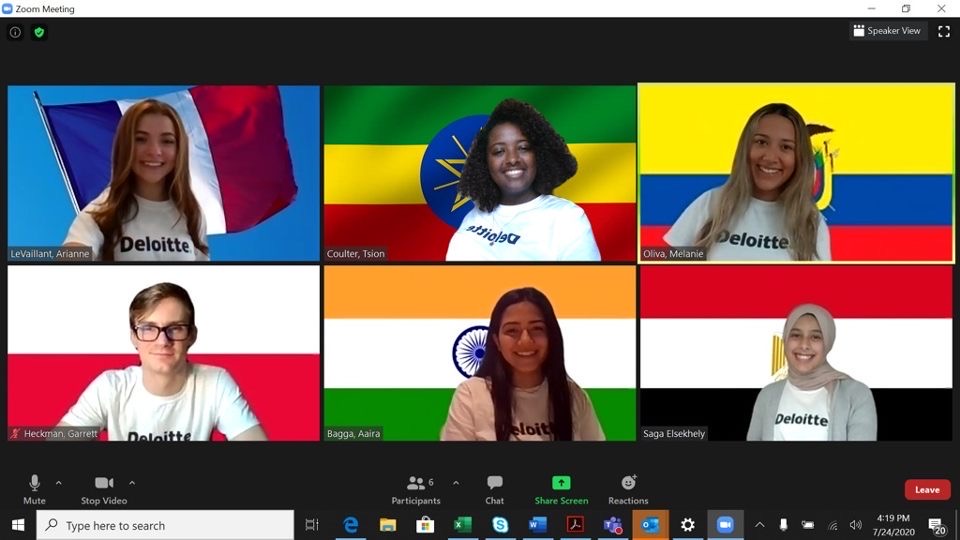 Zoom Meeting
Speaker View
Deloitte.
LeVaillant, Arianne
Deloitte.
Coulter, Tsion
Deloitte
Oliva, Melanie
Deloitte
Heckman, Garrett
Deloitte
Bagga, Aaira
Deloitte
Saga Elsekhely
Mute
Stop Video
6
Participants
Chat
Share Screen
Reactions
Leave
Type here to search
4:19 PM
7/24/2020
20